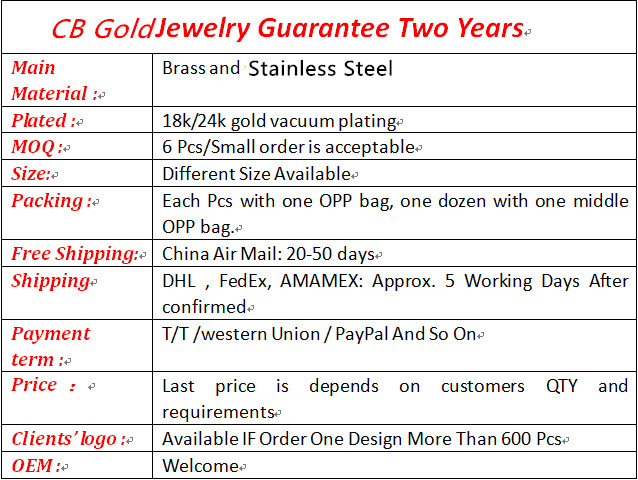 CB Gold Jewelry Guarantee Two Years
Main Brass and Stainless Steel
Material :
Plated : 18k/24k gold vacuum plating
MOQ : 6 Pcs/Small order is acceptable
Size: Different Size Available
Packing : Each Pcs with one OPP bag, one dozen with one middle
OPP bag.
Free Shipping: China Air Mail: 20-50 days
Shipping DHL , FedEx, AMAMEX: Approx. 5 Working Days After
confirmed
Payment T/T /western Union / PayPal And So On
term :
Price : Last price is depends on customers QTY and
requirements
Clients' logo : Available IF Order One Design More Than 600 Pcs
OEM : Welcome